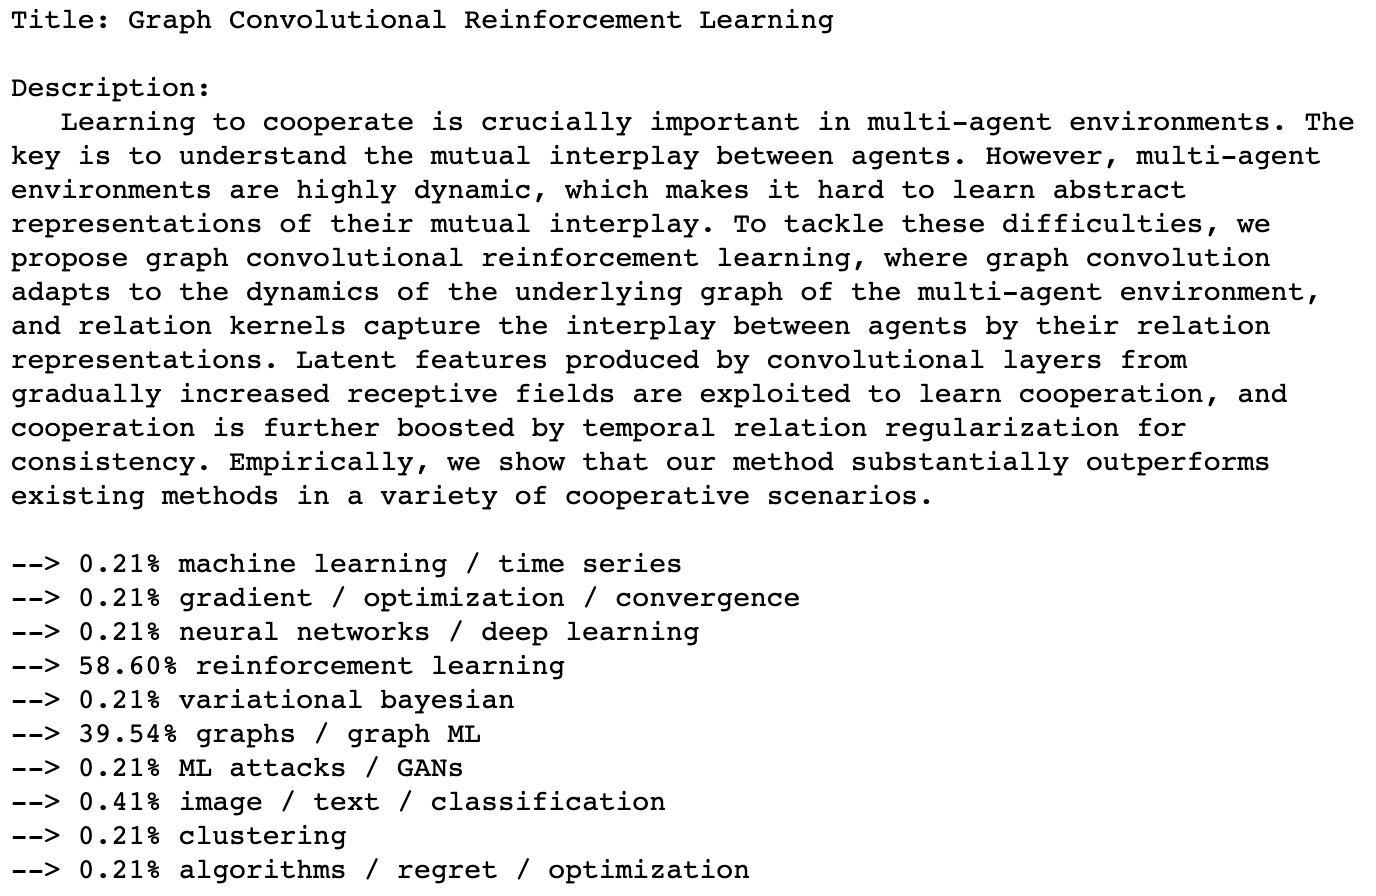 Title: Graph Convolutional Reinforcement Learning
Description:
Learning to cooperate is crucially important in multi-agent environments. The
key is to understand the mutual interplay between agents. However, multi-agent
environments are highly dynamic, which makes it hard to learn abstract
representations of their mutual interplay. To tackle these difficulties, we
propose graph convolutional reinforcement learning, where graph convolution
adapts to the dynamics of the underlying graph of the multi-agent environment,
and relation kernels capture the interplay between agents by their relation
representations. Latent features produced by convolutional layers from
gradually increased receptive fields are exploited to learn cooperation, and
cooperation is further boosted by temporal relation regularization for
consistency. Empirically, we show that our method substantially outperforms
existing methods in a variety of cooperative scenarios.
--> 0.21% machine learning / time series
--> 0.21% gradient / optimization / convergence
--> 0.21% neural networks / deep learning
--> 58.60% reinforcement learning
--> 0.21% variational bayesian
--> 39.54% graphs / graph ML
--> 0.21% ML attacks / GANs
--> 0.41% image / text / classification
--> 0.21% clustering
--> 0.21% algorithms / regret / optimization